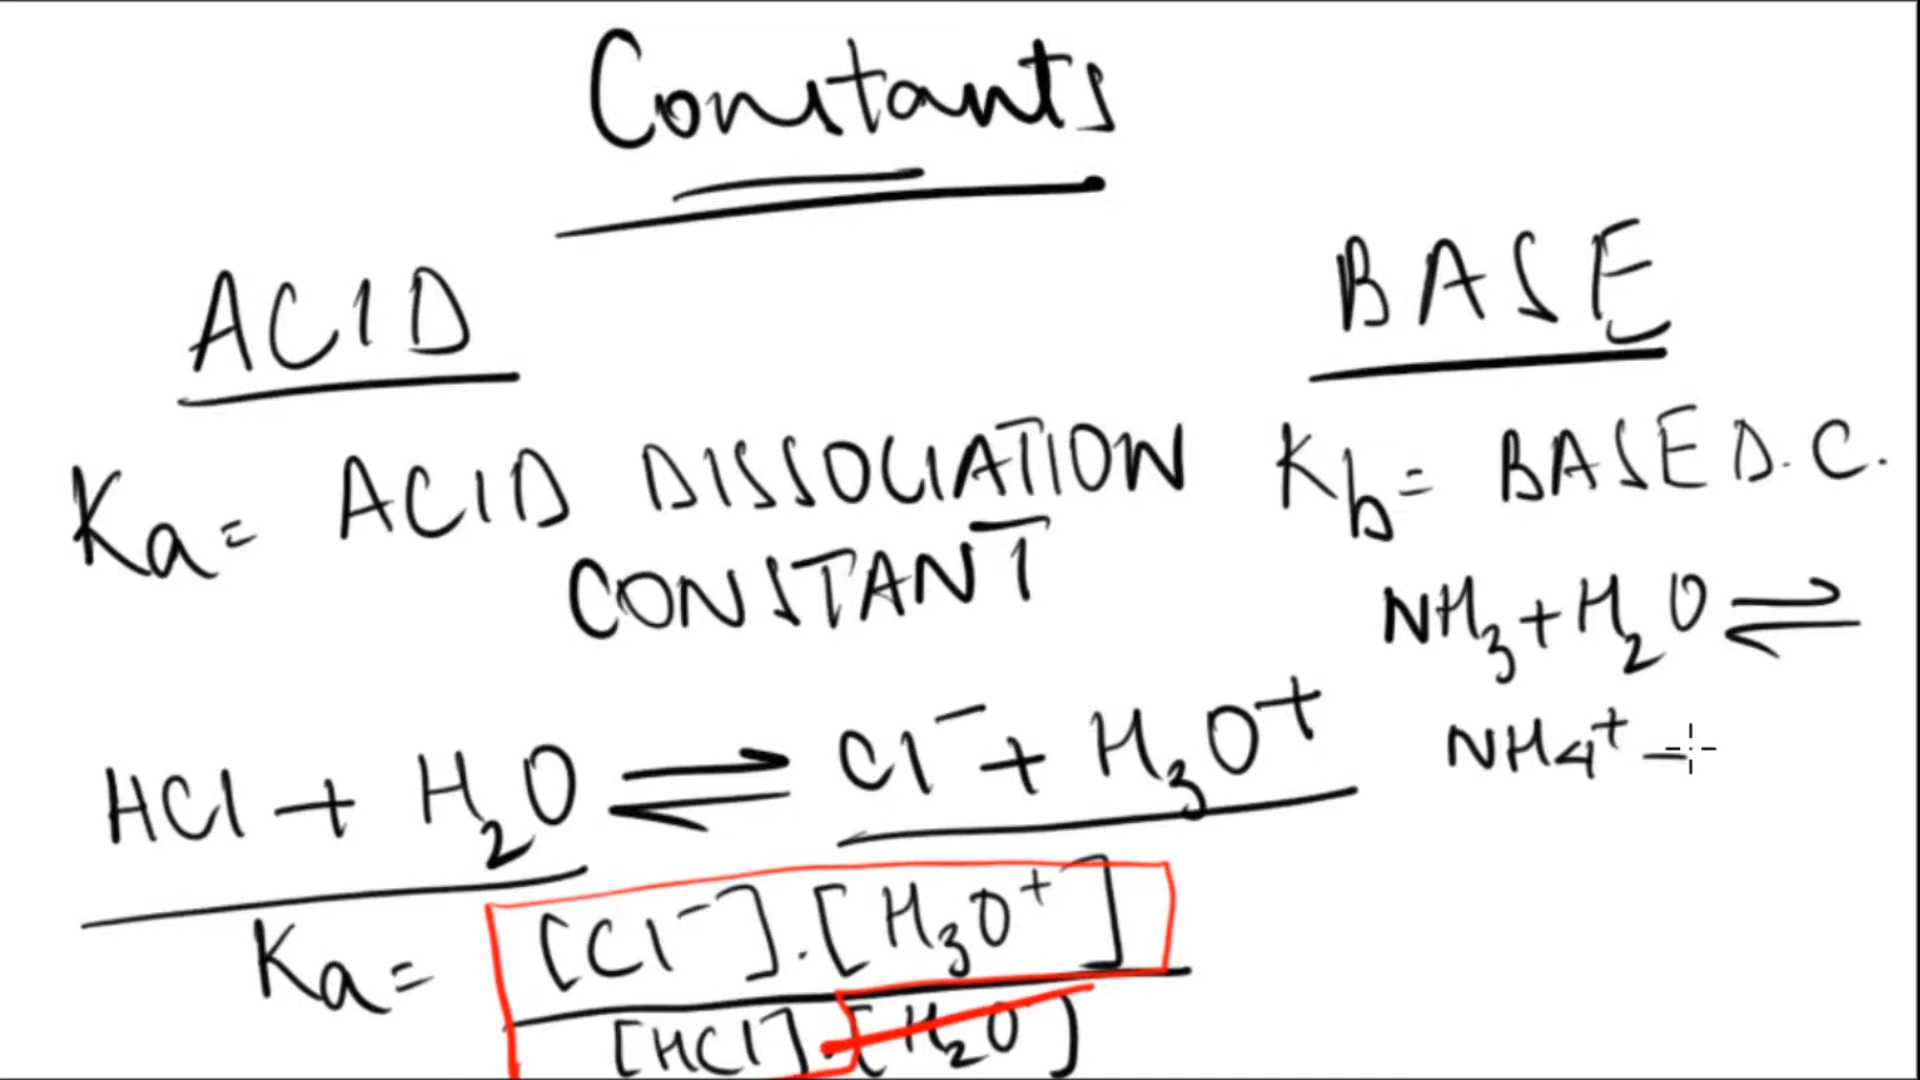 Constants
ACID
Ka = ACID DISSOCIATION
CONSTANT
HCl + H₂O ⇌ Cl⁻ + H₃O⁺
Ka = [Cl⁻].[H₃O⁺]
[HCl].[H₂O]
BASE
Kb = BASE D.C.
NH₃ + H₂O ⇌
NH₄⁺ -